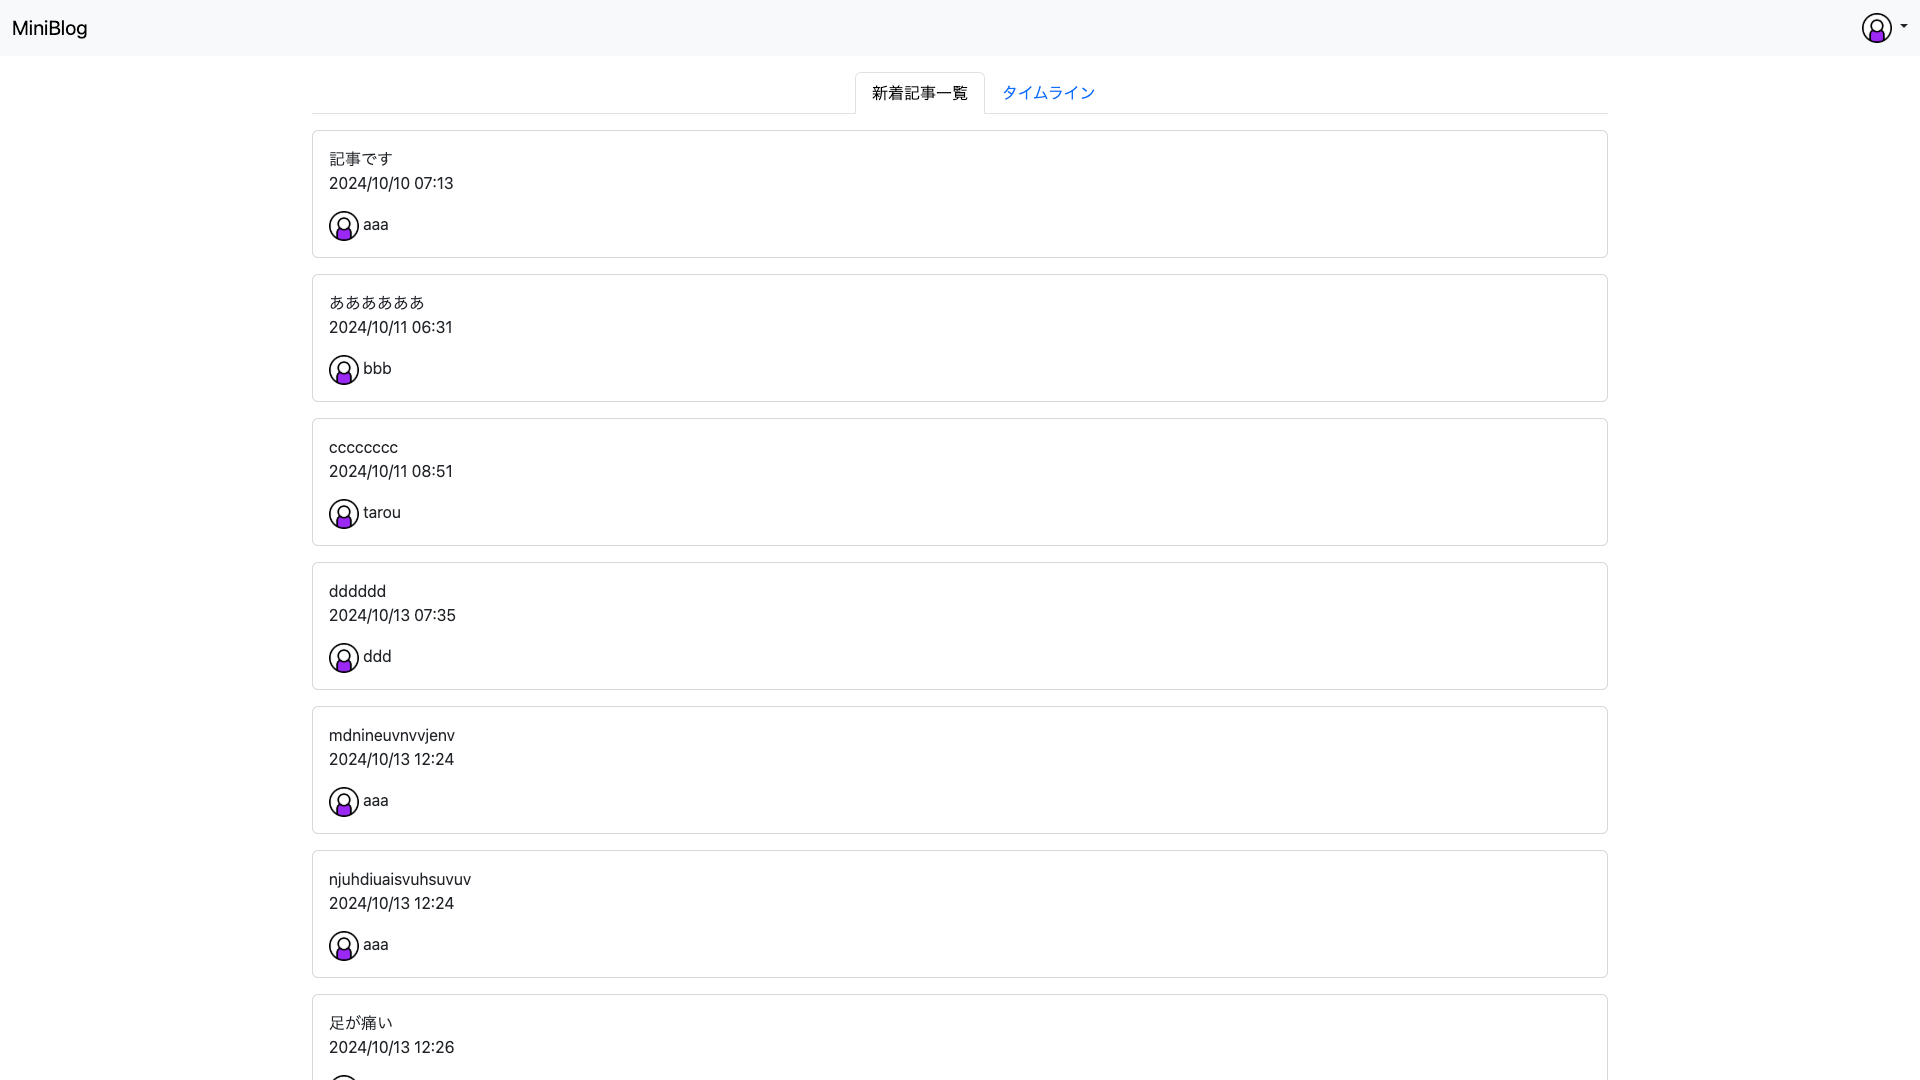 MiniBlog
新着記事一覧 タイムライン
記事です
2024/10/10 07:13
aaa
ああああああ
2024/10/11 06:31
bbb
cccccccc
2024/10/11 08:51
tarou
dddddd
2024/10/13 07:35
ddd
mdnineuvnvvjenv
2024/10/13 12:24
aaa
njuhdiuaisvuhsuvuv
2024/10/13 12:24
aaa
足が痛い
2024/10/13 12:26